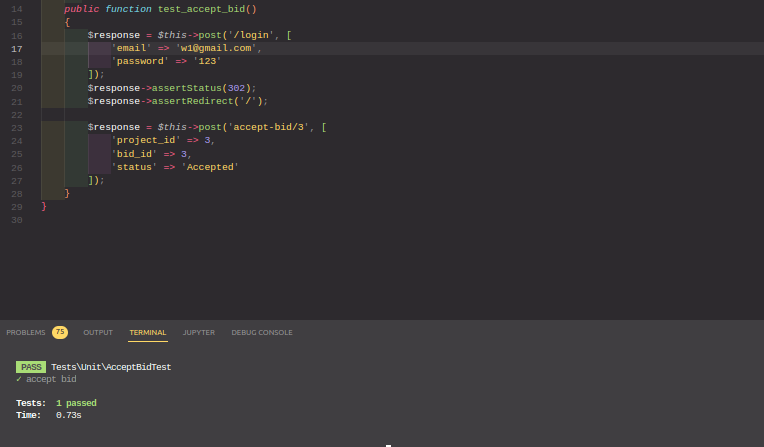 14 public function test_accept_bid()
15 {
16 $response = $this->post('/login', [
17 'email' => 'w1@gmail.com',
18 'password' => '123'
19 ]);
20 $response->assertStatus(302);
21 $response->assertRedirect('/');
22
23 $response = $this->post('accept-bid/3', [
24 'project_id' => 3,
25 'bid_id' => 3,
26 'status' => 'Accepted'
27 ]);
28 }
29 }
30
PROBLEMS 75 OUTPUT TERMINAL JUPYTER DEBUG CONSOLE
PASS Tests\Unit\AcceptBidTest
✓ accept bid
Tests: 1 passed
Time: 0.73s